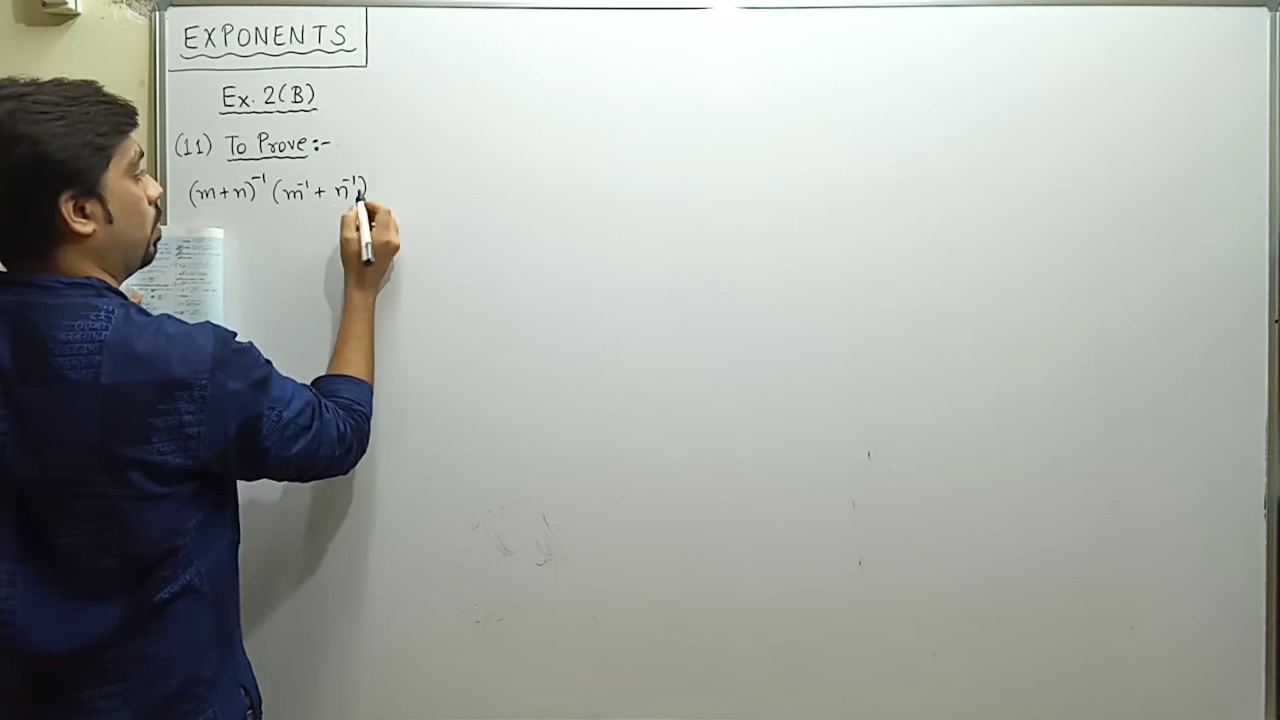 EXPONENTS
Ex. 2(B)
(11) To Prove:-
(m+n)⁻¹ (m⁻¹ + n⁻¹)